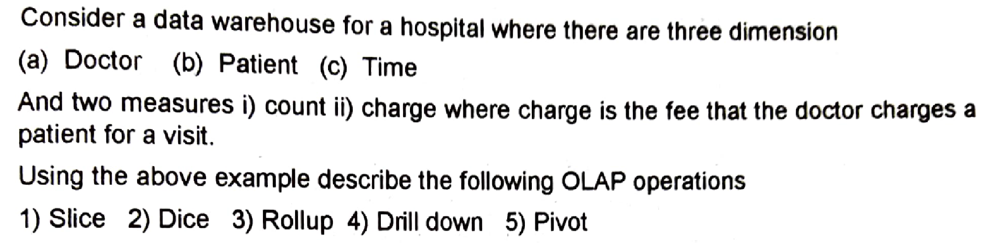 Consider a data warehouse for a hospital where there are three dimension
(a) Doctor (b) Patient (c) Time
And two measures i) count ii) charge where charge is the fee that the doctor charges a
patient for a visit.
Using the above example describe the following OLAP operations
1) Slice 2) Dice 3) Rollup 4) Drill down 5) Pivot